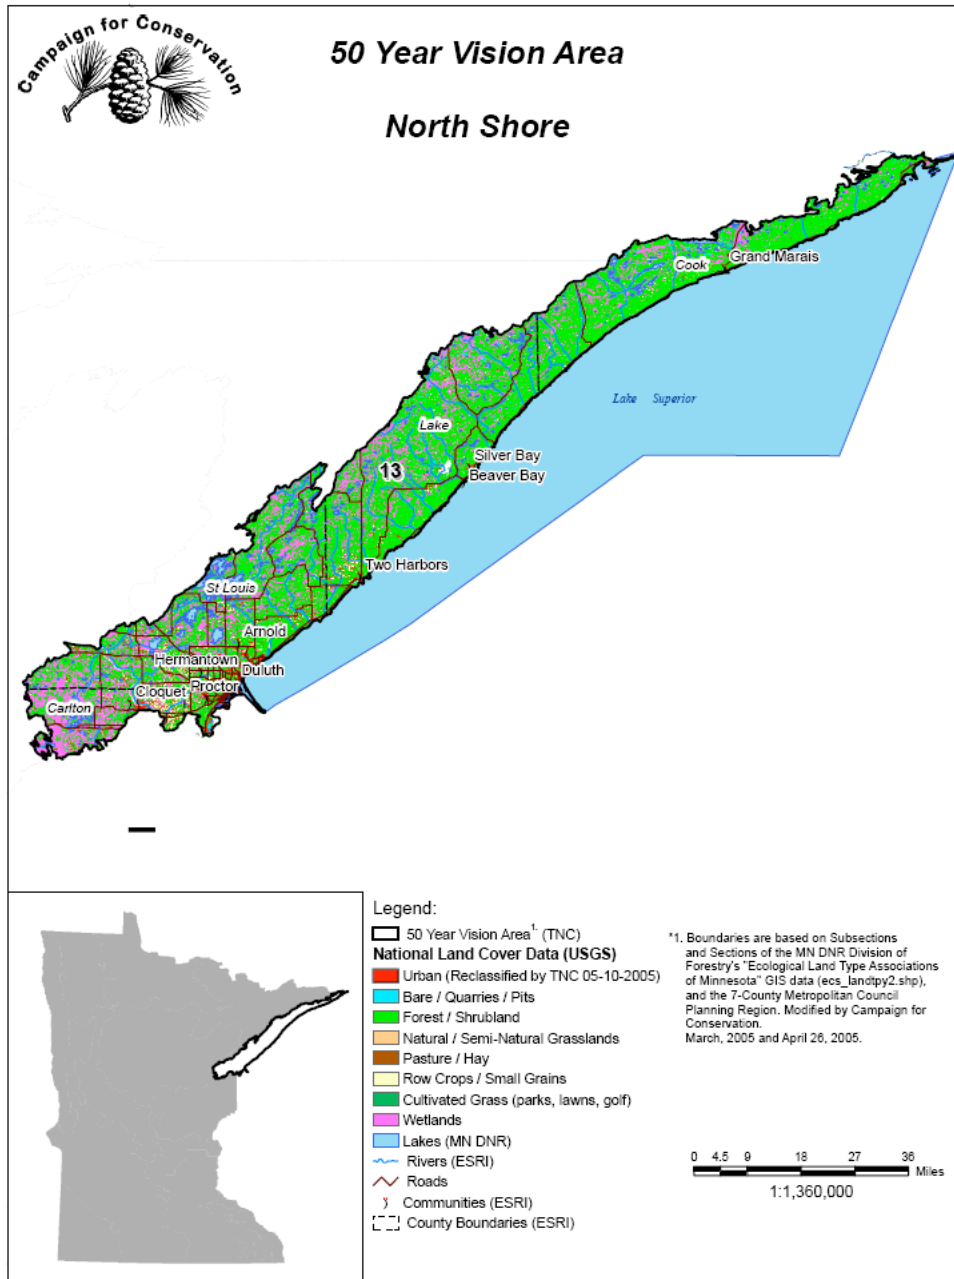 Campaign for Conservation
50 Year Vision Area
North Shore
Grand Marais
Cook
Lake Superior
Lake
Silver Bay
13
Beaver Bay
Two Harbors
St Louis
Arnold
Hermantown
Duluth
Proctor
Cloquet
Carlton
Legend:
50 Year Vision Area1. (TNC)
National Land Cover Data (USGS)
Urban (Reclassified by TNC 05-10-2005)
Bare / Quarries / Pits
Forest / Shrubland
Natural / Semi-Natural Grasslands
Pasture / Hay
Row Crops / Small Grains
Cultivated Grass (parks, lawns, golf)
Wetlands
Lakes (MN DNR)
Rivers (ESRI)
Roads
Communities (ESRI)
County Boundaries (ESRI)
*1. Boundaries are based on Subsections
and Sections of the MN DNR Division of
Forestry's "Ecological Land Type Associations
of Minnesota" GIS data (ecs_landtpy2.shp),
and the 7-County Metropolitan Council
Planning Region. Modified by Campaign for
Conservation.
March, 2005 and April 26, 2005.
0 4.5 9 18 27 36
Miles
1:1,360,000